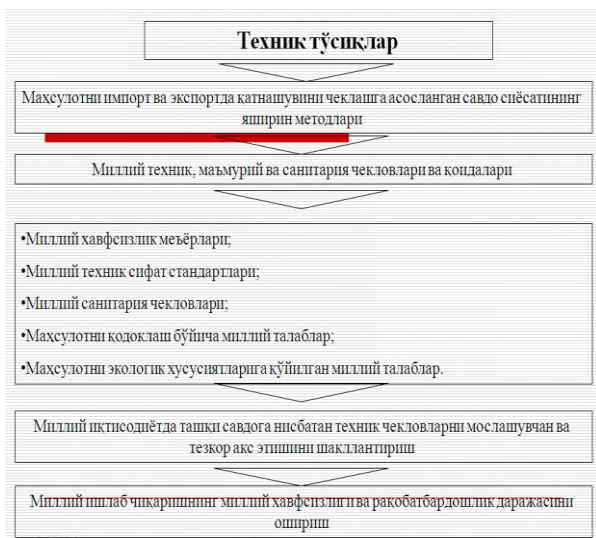 Техник тўсиқлар
Маҳсулотни импорт ва экспортда қатнашувини чеклашга асосланган савдо сиёсатининг
яширин методлари
Миллий техник, маъмурий ва санитария чекловлари ва қоидалари
•Миллий хавфсизлик меъёрлари;
•Миллий техник сифат стандартлари;
•Миллий санитария чекловлари;
•Маҳсулотни қодоклаш бўйича миллий талаблар;
•Маҳсулотни экологик хусусиятларига қўйилган миллий талаблар.
Миллий иқтисодиётда ташқи савдога нисбатан техник чекловларни мослашувчан ва
тезкор акс этишини шакллантириш
Миллий ишлаб чиқаришнинг миллий хавфсизлиги ва рақобатбардошлик даражасини
ошириш